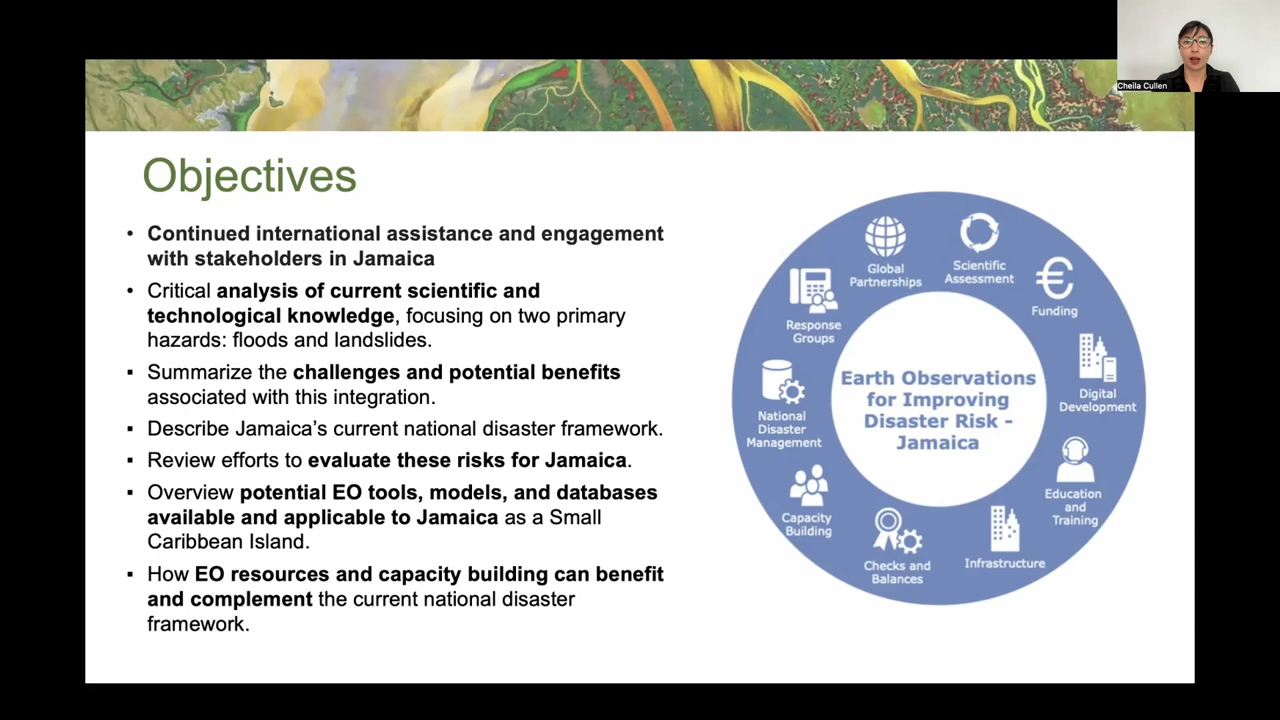 Cheila Cullen
Objectives
• Continued international assistance and engagement
with stakeholders in Jamaica
• Critical analysis of current scientific and
technological knowledge, focusing on two primary
hazards: floods and landslides.
▪ Summarize the challenges and potential benefits
associated with this integration.
▪ Describe Jamaica's current national disaster framework.
▪ Review efforts to evaluate these risks for Jamaica.
▪ Overview potential EO tools, models, and databases
available and applicable to Jamaica as a Small
Caribbean Island.
▪ How EO resources and capacity building can benefit
and complement the current national disaster
framework.
Earth Observations
for Improving
Disaster Risk -
Jamaica
Global
Partnerships
Scientific
Assessment
Funding
Digital
Development
Education
and
Training
Infrastructure
Checks and
Balances
Capacity
Building
National
Disaster
Management
Response
Groups